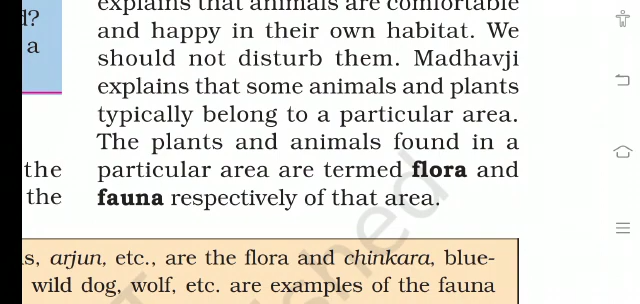 d?
a
explains that animals are comfortable
and happy in their own habitat. We
should not disturb them. Madhavji
explains that some animals and plants
typically belong to a particular area.
The plants and animals found in a
the particular area are termed flora and
the fauna respectively of that area.
s, arjun, etc., are the flora and chinkara, blue-
wild dog, wolf, etc. are examples of the fauna